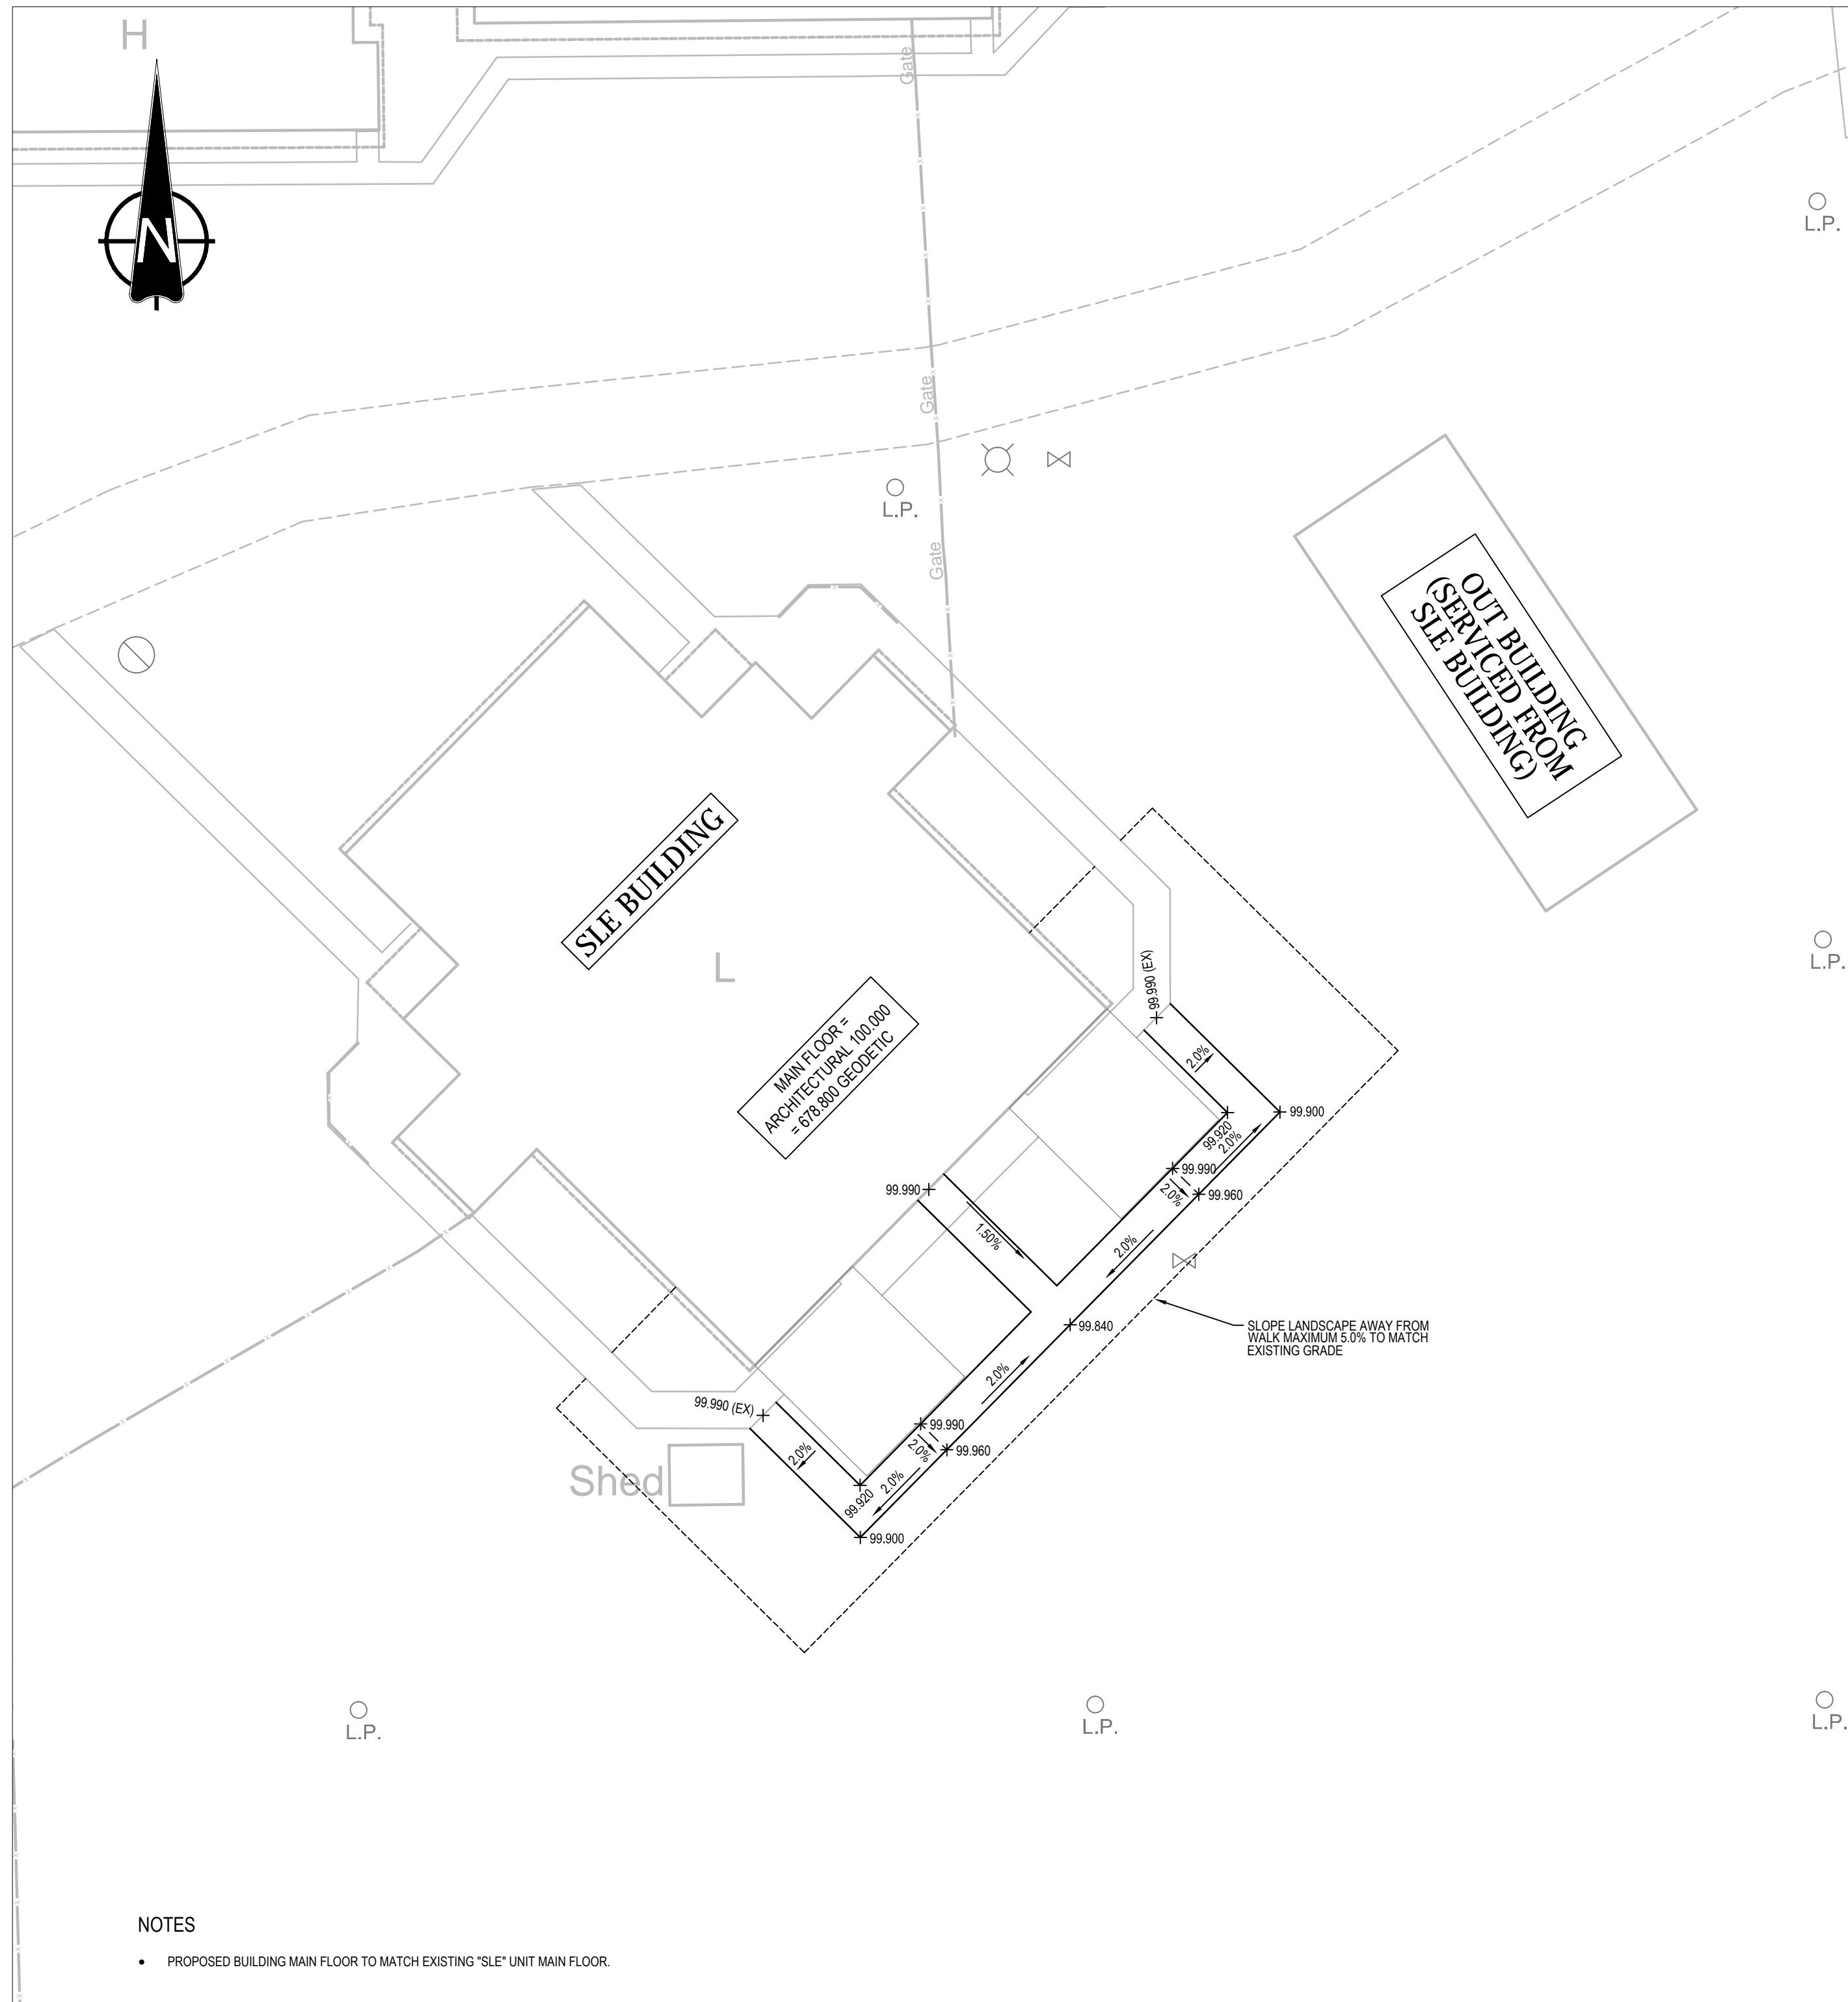 H
N
Gate
L.P.
Gate
L.P.
Gate
OUT BUILDING
(SERVICED FROM
SLE BUILDING)
SLE BUILDING
L
L.P.
99.990 (EX)
MAIN FLOOR =
ARCHITECTURAL 100.000
= 678.800 GEODETIC
2.0%
99.900
99.920
2.0%
99.990
2.0%
99.960
99.990
1.50%
2.0%
99.840
SLOPE LANDSCAPE AWAY FROM
WALK MAXIMUM 5.0% TO MATCH
EXISTING GRADE
2.0%
99.990 (EX)
99.990
2.0%
99.960
2.0%
2.0%
99.920
99.900
Shed
L.P.
L.P.
L.P.
NOTES
• PROPOSED BUILDING MAIN FLOOR TO MATCH EXISTING "SLE" UNIT MAIN FLOOR.